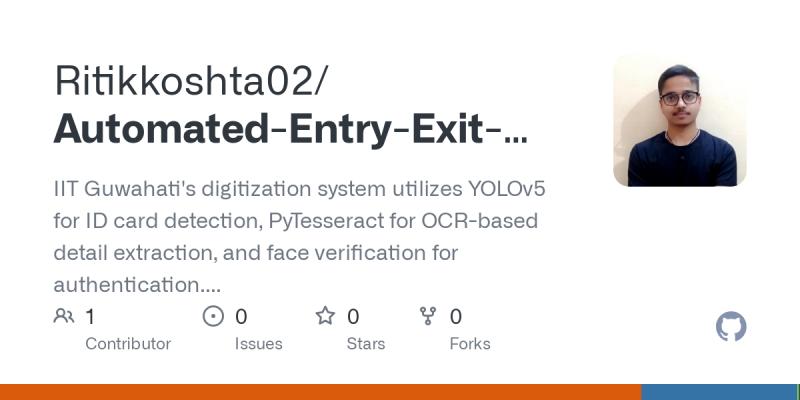 Ritikkoshta02/
Automated-Entry-Exit-...
IIT Guwahati's digitization system utilizes YOLOv5
for ID card detection, PyTesseract for OCR-based
detail extraction, and face verification for
authentication....
1 0 0 0
Contributor Issues Stars Forks